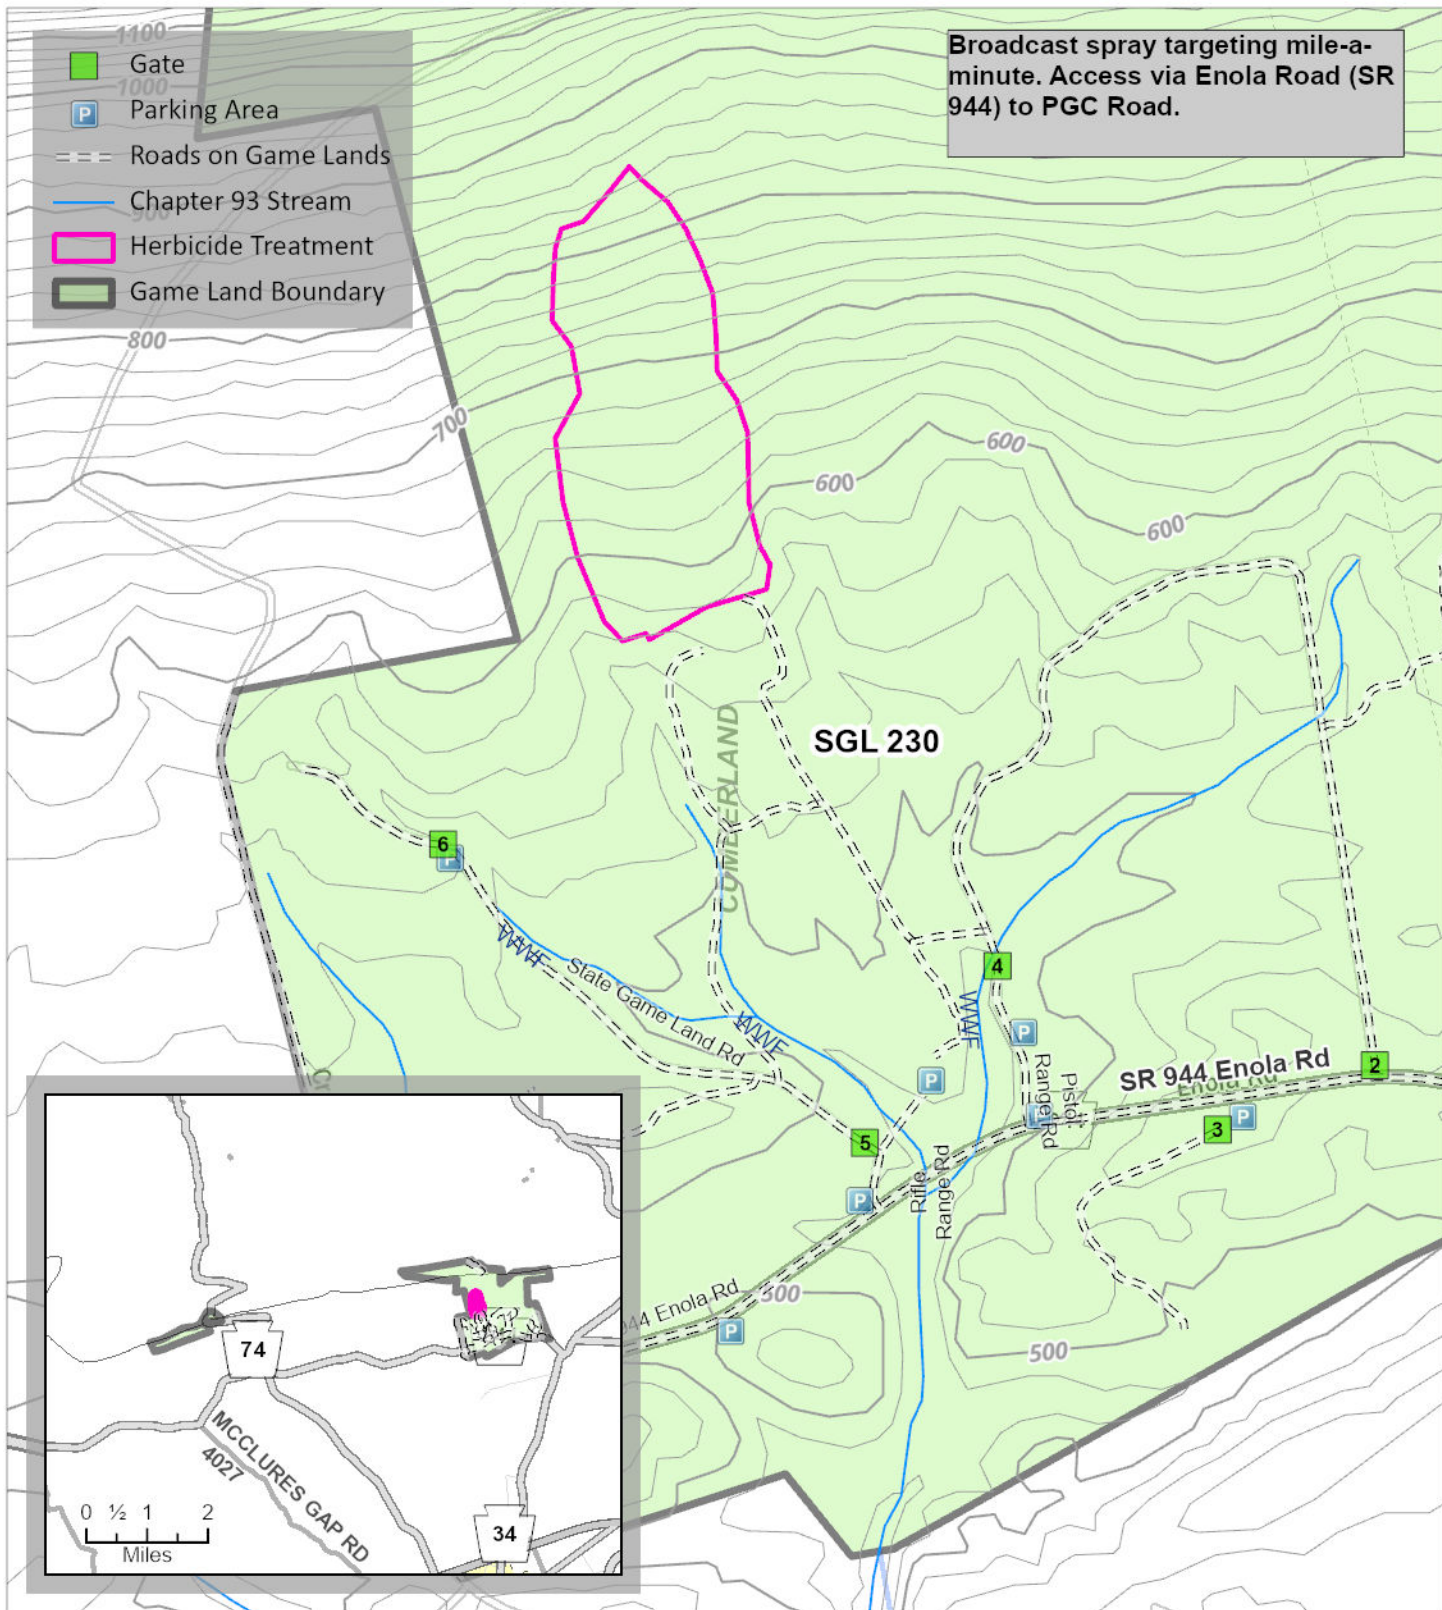 1100
Gate
1000
Parking Area
Roads on Game Lands
Chapter 93 Stream
900
Herbicide Treatment
Game Land Boundary
800
Broadcast spray targeting mile-a-
minute. Access via Enola Road (SR
944) to PGC Road.
700
600
600
600
CUMBERLAND
SGL 230
6
P
WWF
State Game Land Rd
WWF
4
WWF
P
Pistol
Range Rd
P
SR 944 Enola Rd
Enola Rd
2
3
P
P
5
P
Rifle
Range Rd
944 Enola Rd
500
P
500
74
MCCLURES GAP RD
4027
34
0 ½ 1 2
Miles